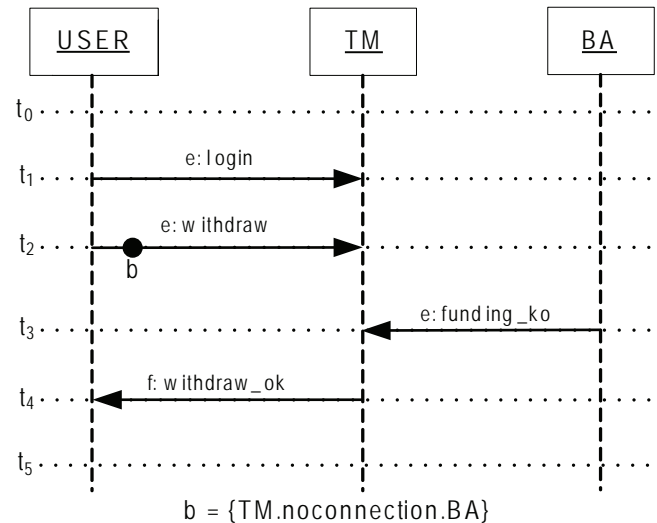 USER TM BA
t0
e: login
t1
e: withdraw
t2
b
e: funding_ko
t3
f: withdraw_ok
t4
t5
b = {TM.noconnection.BA}